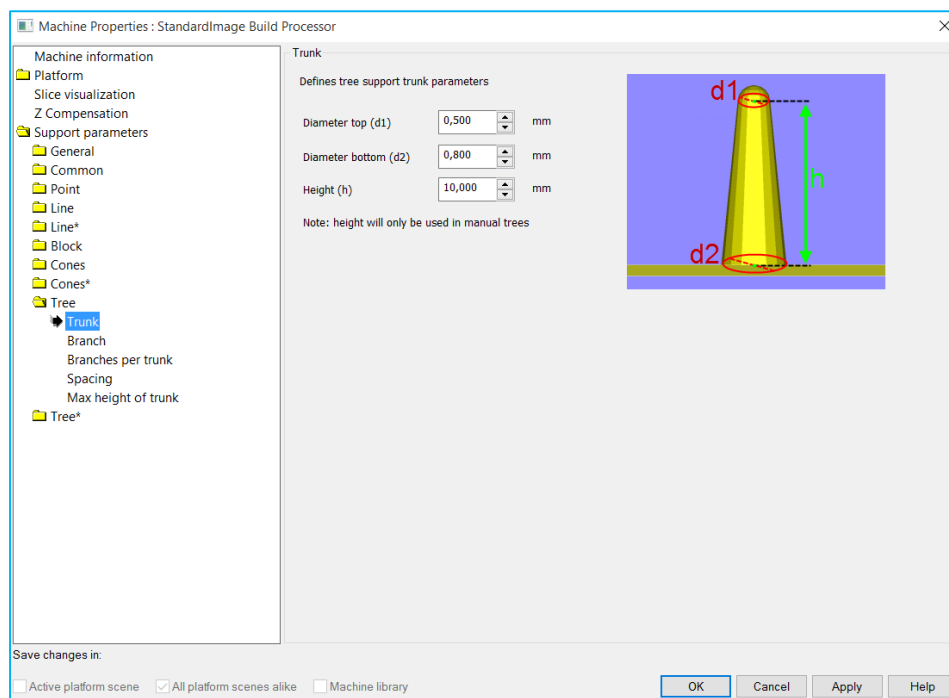 Machine Properties : StandardImage Build Processor
Machine information
Platform
Slice visualization
Z Compensation
Support parameters
General
Common
Point
Line
Line*
Block
Cones
Cones*
Tree
Trunk
Branch
Branches per trunk
Spacing
Max height of trunk
Tree*
Trunk
Defines tree support trunk parameters
Diameter top (d1) 0,500 mm
Diameter bottom (d2) 0,800 mm
Height (h) 10,000 mm
Note: height will only be used in manual trees
d1
h
d2
Save changes in:
Active platform scene All platform scenes alike Machine library
OK Cancel Apply Help